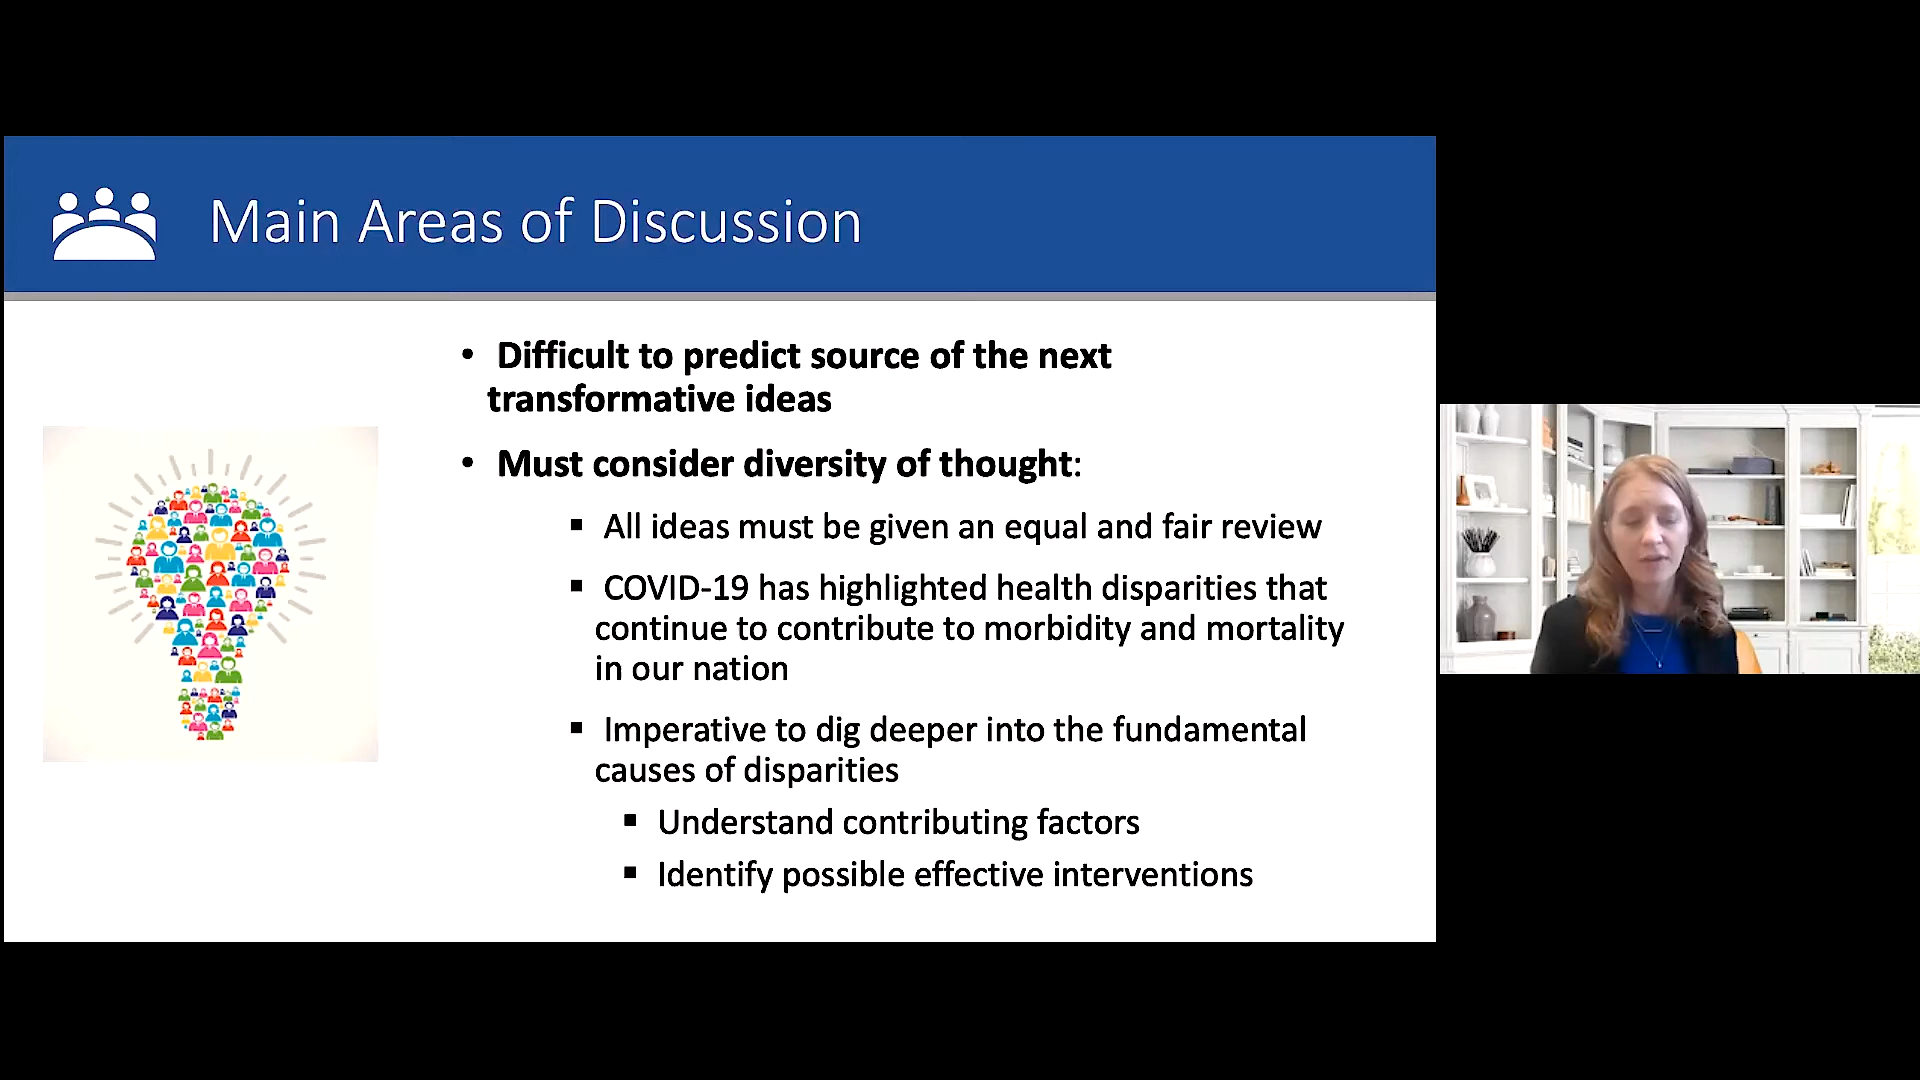 Main Areas of Discussion
• Difficult to predict source of the next
transformative ideas
• Must consider diversity of thought:
▪ All ideas must be given an equal and fair review
▪ COVID-19 has highlighted health disparities that
continue to contribute to morbidity and mortality
in our nation
▪ Imperative to dig deeper into the fundamental
causes of disparities
▪ Understand contributing factors
▪ Identify possible effective interventions